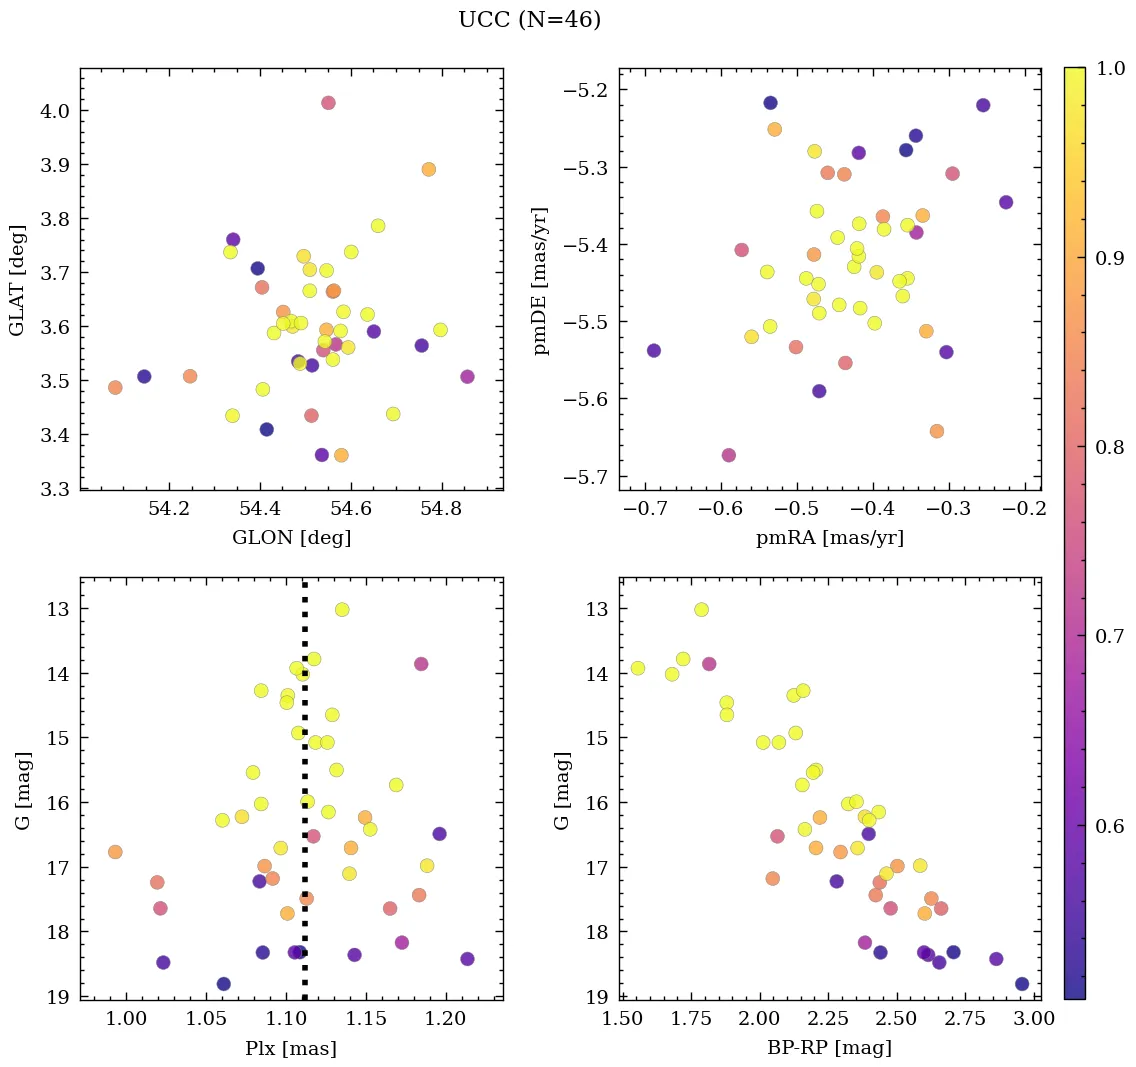 UCC (N=46)
4.0
3.9
3.8
3.7
3.6
3.5
3.4
3.3
GLAT [deg]
54.2 54.4 54.6 54.8
GLON [deg]
−5.2
−5.3
−5.4
−5.5
−5.6
−5.7
pmDE [mas/yr]
−0.7 −0.6 −0.5 −0.4 −0.3 −0.2
pmRA [mas/yr]
13
14
15
16
17
18
19
G [mag]
1.00 1.05 1.10 1.15 1.20
Plx [mas]
13
14
15
16
17
18
19
G [mag]
1.50 1.75 2.00 2.25 2.50 2.75 3.00
BP-RP [mag]
1.0
0.9
0.8
0.7
0.6